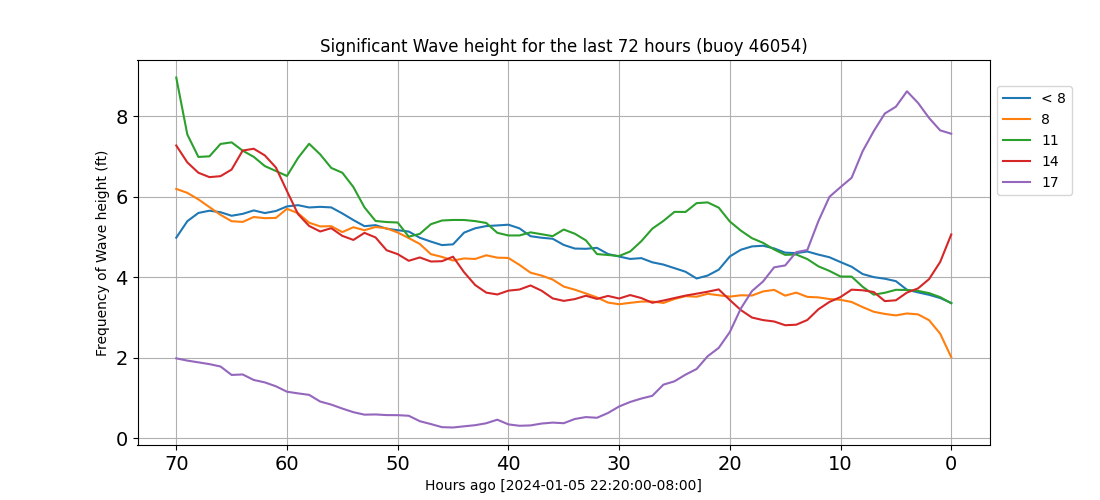 Significant Wave height for the last 72 hours (buoy 46054)
Frequency of Wave height (ft)
8
6
4
2
0
70 60 50 40 30 20 10 0
Hours ago [2024-01-05 22:20:00-08:00]
< 8
8
11
14
17